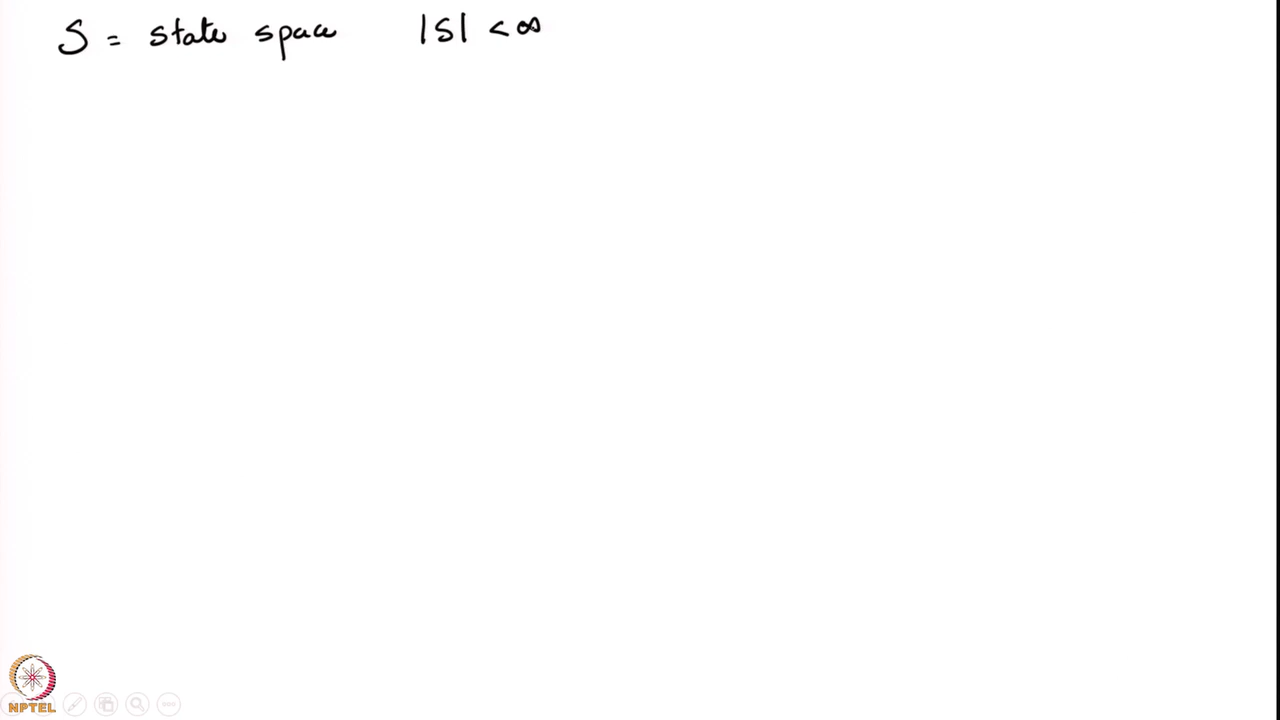 S = state space |S| < ∞
NPTEL